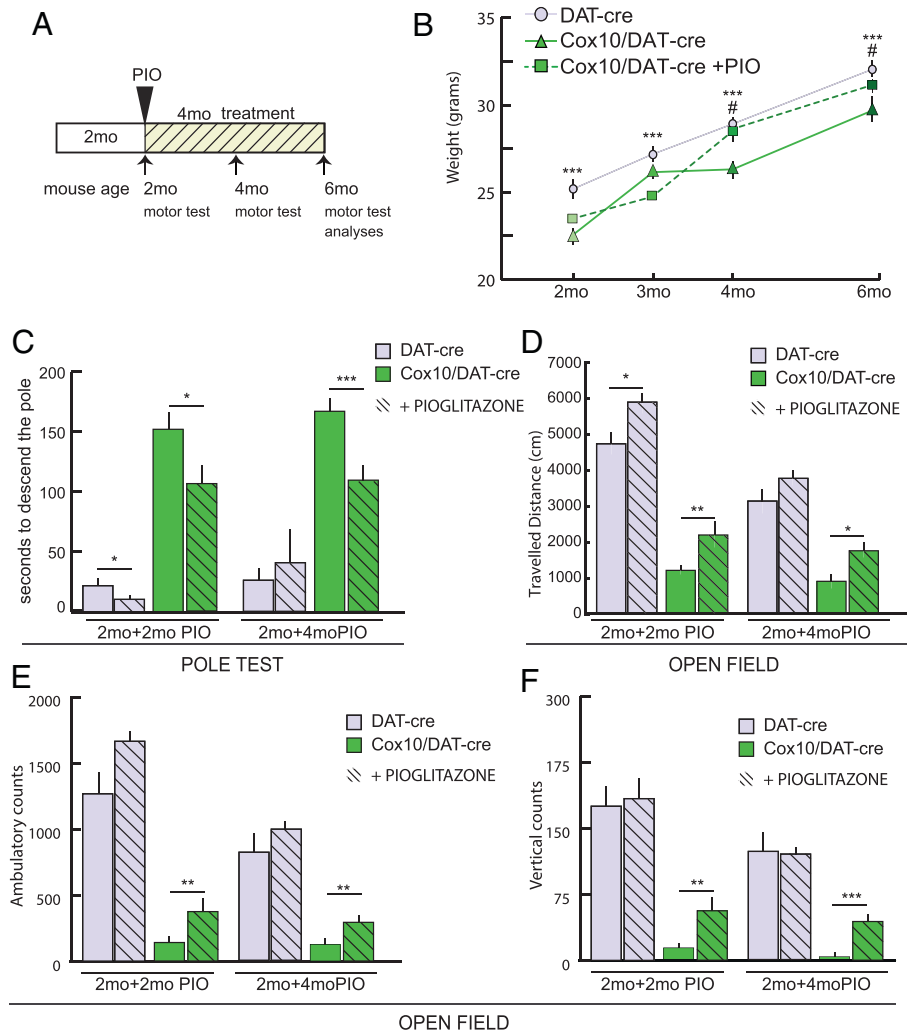 A
PIO
4mo treatment
2mo
mouse age
2mo
4mo
6mo
motor test
motor test
motor test
analyses
B
DAT-cre
Cox10/DAT-cre
Cox10/DAT-cre +PIO
Weight (grams)
35
30
25
20
***
***
***
#
***
#
2mo
3mo
4mo
6mo
C
DAT-cre
Cox10/DAT-cre
+ PIOGLITAZONE
seconds to descend the pole
200
150
100
50
0
*
*
***
2mo+2mo PIO
2mo+4moPIO
POLE TEST
D
DAT-cre
Cox10/DAT-cre
+ PIOGLITAZONE
Travelled Distance (cm)
7000
6000
5000
4000
3000
2000
1000
0
*
**
*
2mo+2mo PIO
2mo+4moPIO
OPEN FIELD
E
DAT-cre
Cox10/DAT-cre
+ PIOGLITAZONE
Ambulatory counts
2000
1500
1000
500
0
**
**
2mo+2mo PIO
2mo+4moPIO
F
DAT-cre
Cox10/DAT-cre
+ PIOGLITAZONE
Vertical counts
300
175
150
75
0
**
***
2mo+2mo PIO
2mo+4moPIO
OPEN FIELD